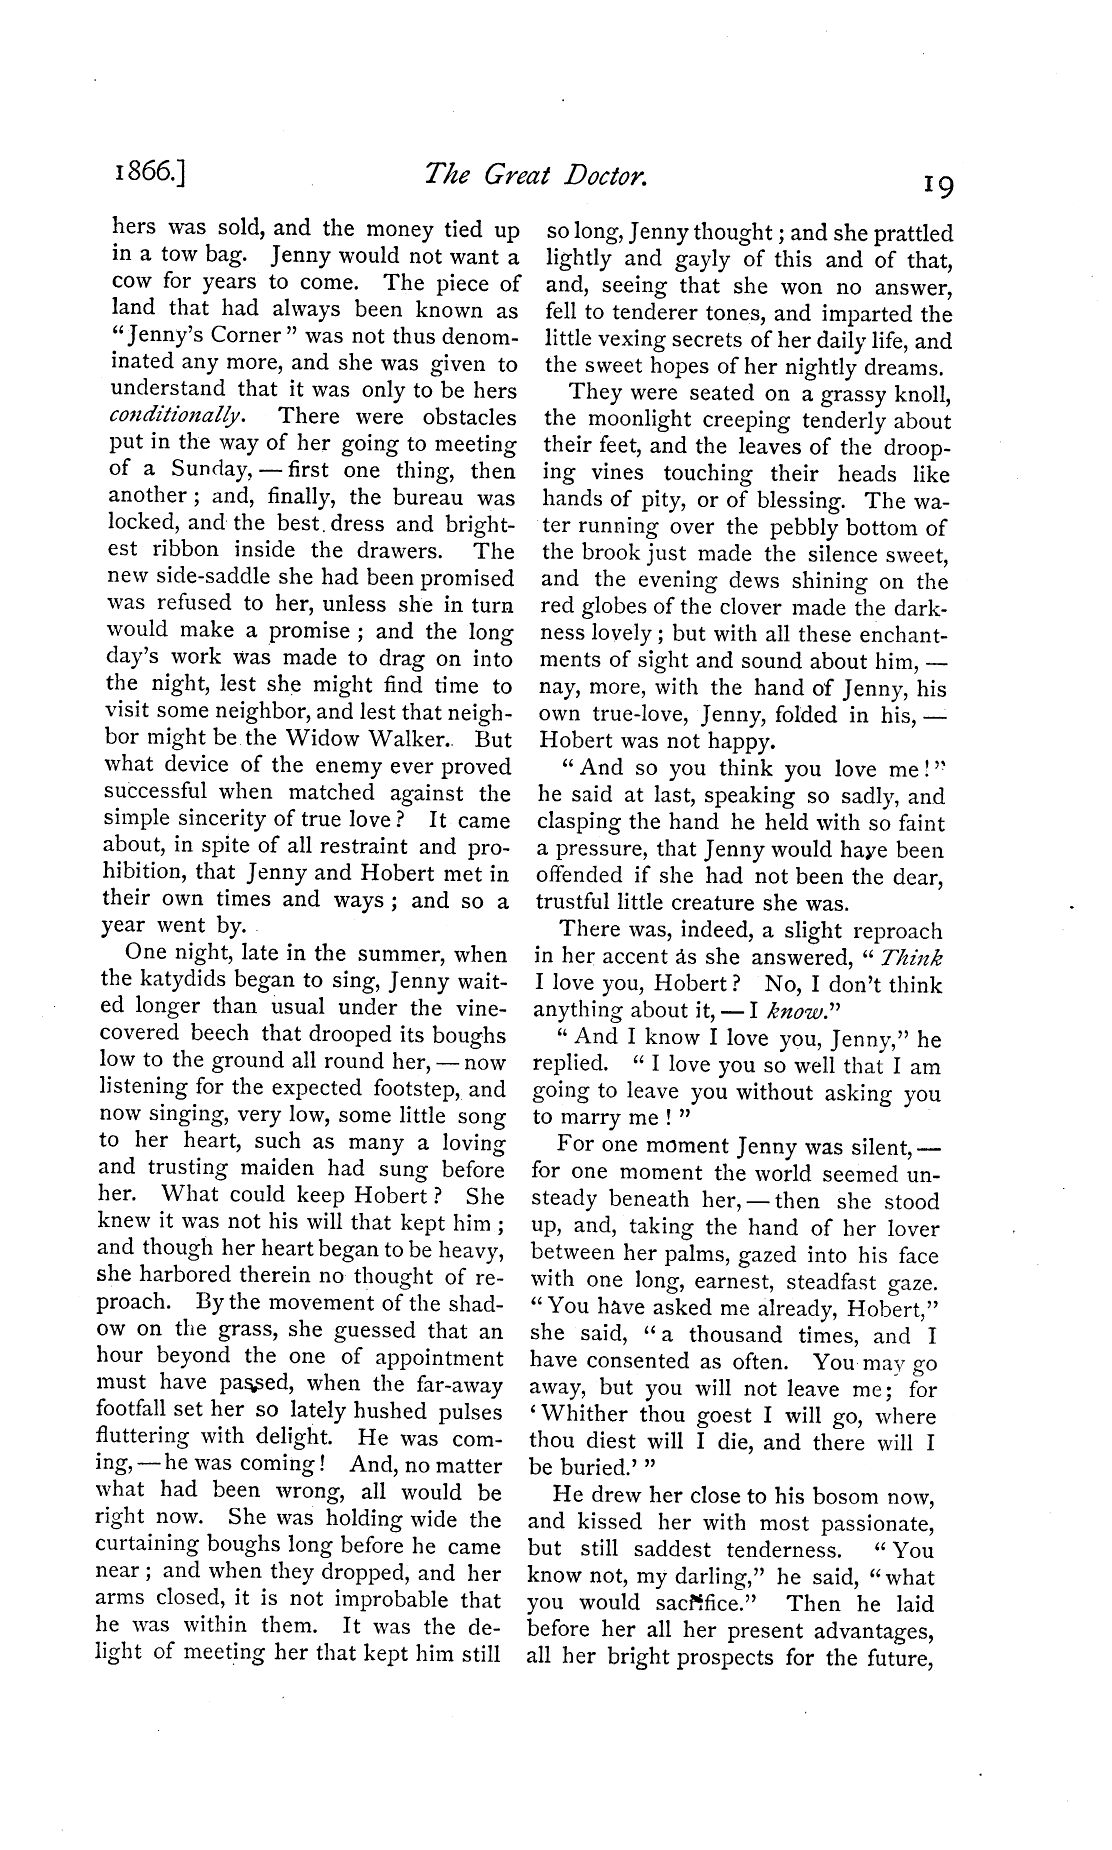 1866.] The Great Doctor. 19
hers was sold, and the money tied up
in a tow bag. Jenny would not want a
cow for years to come. The piece of
land that had always been known as
“Jenny's Corner” was not thus denom-
inated any more, and she was given to
understand that it was only to be hers
conditionally. There were obstacles
put in the way of her going to meeting
of a Sunday, — first one thing, then
another ; and, finally, the bureau was
locked, and the best dress and bright-
est ribbon inside the drawers. The
new side-saddle she had been promised
was refused to her, unless she in turn
would make a promise ; and the long
day's work was made to drag on into
the night, lest she might find time to
visit some neighbor, and lest that neigh-
bor might be the Widow Walker. But
what device of the enemy ever proved
successful when matched against the
simple sincerity of true love ? It came
about, in spite of all restraint and pro-
hibition, that Jenny and Hobert met in
their own times and ways ; and so a
year went by.
One night, late in the summer, when
the katydids began to sing, Jenny wait-
ed longer than usual under the vine-
covered beech that drooped its boughs
low to the ground all round her, — now
listening for the expected footstep, and
now singing, very low, some little song
to her heart, such as many a loving
and trusting maiden had sung before
her. What could keep Hobert ? She
knew it was not his will that kept him ;
and though her heart began to be heavy,
she harbored therein no thought of re-
proach. By the movement of the shad-
ow on the grass, she guessed that an
hour beyond the one of appointment
must have passed, when the far-away
footfall set her so lately hushed pulses
fluttering with delight. He was com-
ing, — he was coming ! And, no matter
what had been wrong, all would be
right now. She was holding wide the
curtaining boughs long before he came
near ; and when they dropped, and her
arms closed, it is not improbable that
he was within them. It was the de-
light of meeting her that kept him still
so long, Jenny thought ; and she prattled
lightly and gayly of this and of that,
and, seeing that she won no answer,
fell to tenderer tones, and imparted the
little vexing secrets of her daily life, and
the sweet hopes of her nightly dreams.
They were seated on a grassy knoll,
the moonlight creeping tenderly about
their feet, and the leaves of the droop-
ing vines touching their heads like
hands of pity, or of blessing. The wa-
ter running over the pebbly bottom of
the brook just made the silence sweet,
and the evening dews shining on the
red globes of the clover made the dark-
ness lovely ; but with all these enchant-
ments of sight and sound about him, —
nay, more, with the hand of Jenny, his
own true-love, Jenny, folded in his, —
Hobert was not happy.
“ And so you think you love me !”
he said at last, speaking so sadly, and
clasping the hand he held with so faint
a pressure, that Jenny would have been
offended if she had not been the dear,
trustful little creature she was.
There was, indeed, a slight reproach
in her accent as she answered, “ Think
I love you, Hobert ? No, I don't think
anything about it, — I know.”
“ And I know I love you, Jenny,” he
replied. “ I love you so well that I am
going to leave you without asking you
to marry me ! ”
For one moment Jenny was silent, —
for one moment the world seemed un-
steady beneath her, — then she stood
up, and, taking the hand of her lover
between her palms, gazed into his face
with one long, earnest, steadfast gaze.
“ You have asked me already, Hobert,”
she said, “ a thousand times, and I
have consented as often. You may go
away, but you will not leave me ; for
‘ Whither thou goest I will go, where
thou diest will I die, and there will I
be buried.’ ”
He drew her close to his bosom now,
and kissed her with most passionate,
but still saddest tenderness. “ You
know not, my darling,” he said, “ what
you would sacrifice.” Then he laid
before her all her present advantages,
all her bright prospects for the future,